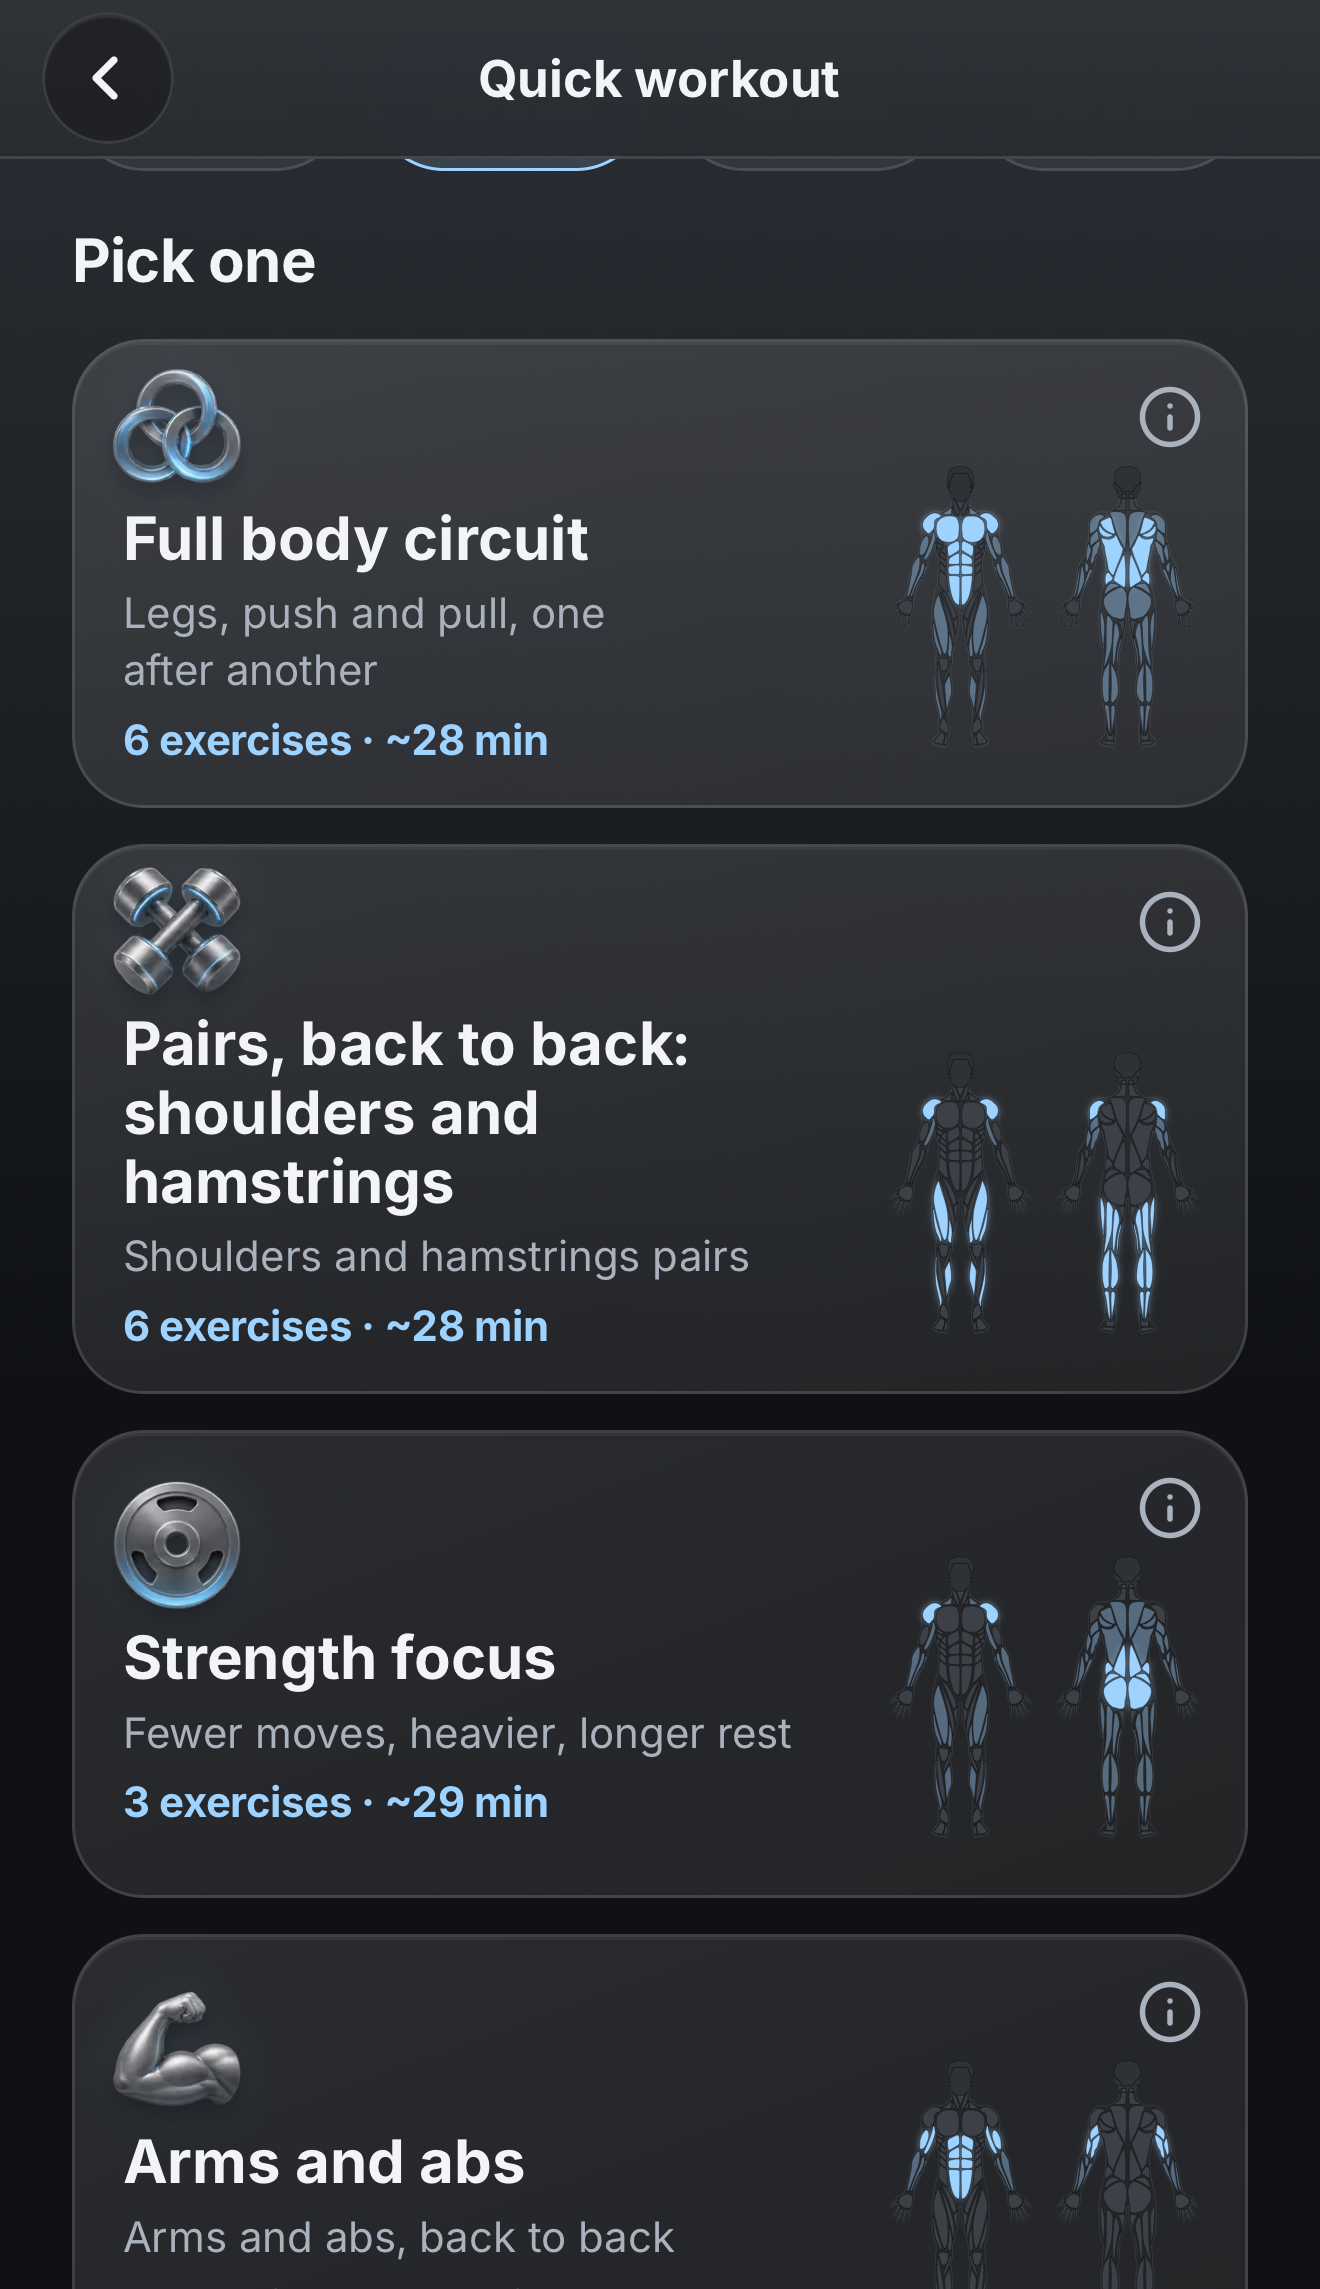 Quick workout
Pick one
Full body circuit
Legs, push and pull, one
after another
6 exercises · ~28 min
Pairs, back to back:
shoulders and
hamstrings
Shoulders and hamstrings pairs
6 exercises · ~28 min
Strength focus
Fewer moves, heavier, longer rest
3 exercises · ~29 min
Arms and abs
Arms and abs, back to back